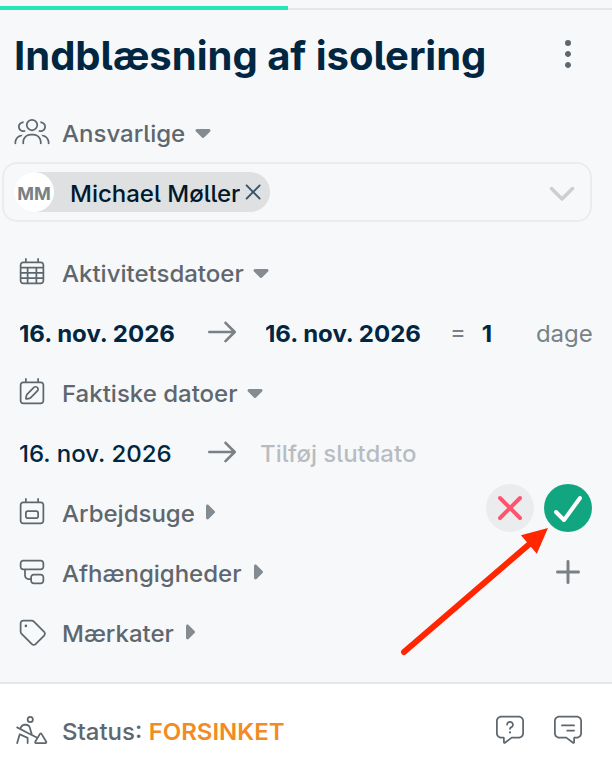 Indblæsning af isolering
Ansvarlige
MM Michael Møller
Aktivitetsdatoer
16. nov. 2026 → 16. nov. 2026 = 1 dage
Faktiske datoer
16. nov. 2026 → Tilføj slutdato
Arbejdsuge
Afhængigheder
Mærkater
Status: FORSINKET